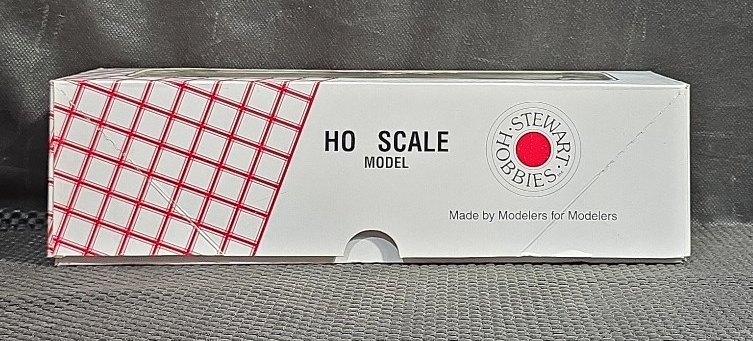 HO SCALE
MODEL
· STEWART ·
HOBBIES
Made by Modelers for Modelers